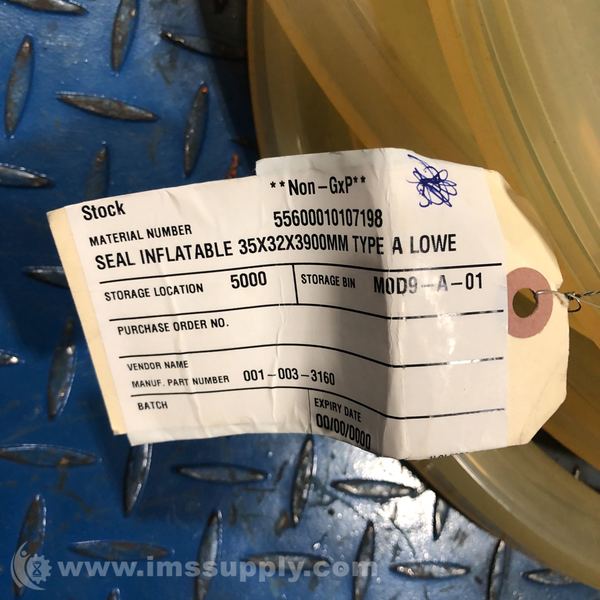 **Non-GxP**
Stock
MATERIAL NUMBER 55600010107198
SEAL INFLATABLE 35X32X3900MM TYPE A LOWE
STORAGE LOCATION 5000 STORAGE BIN MOD9-A-01
PURCHASE ORDER NO.
VENDOR NAME
MANUF. PART NUMBER 001-003-3160
BATCH EXPIRY DATE
00/00/0000
www.imssupply.com